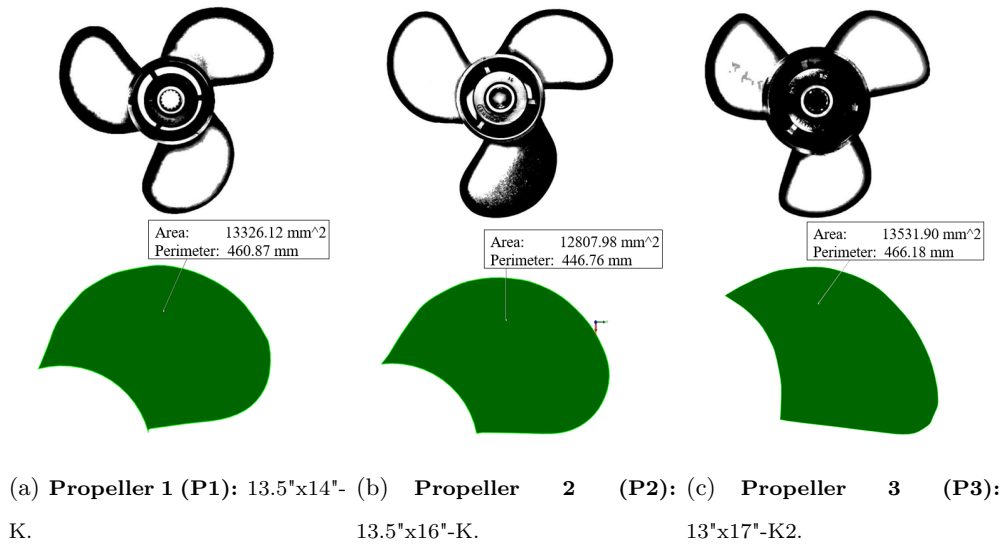 Area: 13326.12 mm^2
Perimeter: 460.87 mm
Area: 12807.98 mm^2
Perimeter: 446.76 mm
Area: 13531.90 mm^2
Perimeter: 466.18 mm
(a) Propeller 1 (P1): 13.5"x14"-
K.
(b) Propeller 2 (P2):
13.5"x16"-K.
(c) Propeller 3 (P3):
13"x17"-K2.